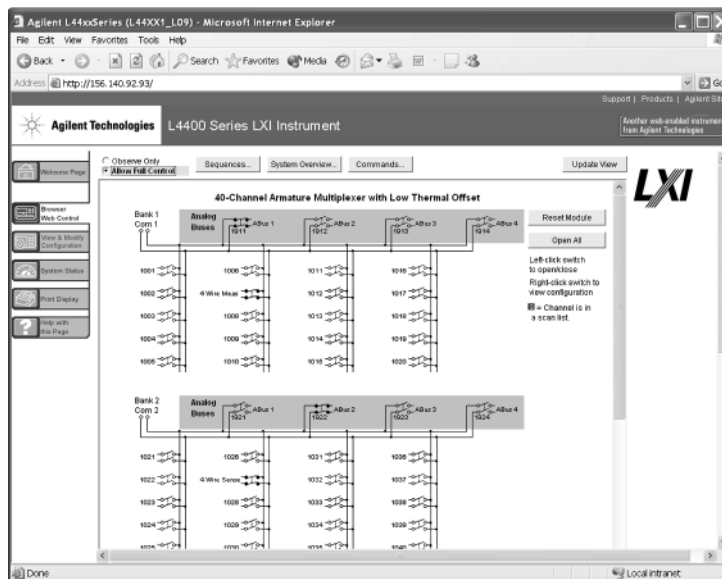 Agilent L44xxSeries (L44XX1_L09) - Microsoft Internet Explorer
File Edit View Favorites Tools Help
Back Search Favorites Media
Address http://156.140.92.93/ Go
Support | Products | Agilent Site
Agilent Technologies L4400 Series LXI Instrument
Another web-enabled instrument
from Agilent Technologies
Welcome Page
Browser
Web Control
View & Modify
Configuration
System Status
Print Display
Help with
this Page
Observe Only
Allow Full Control
Sequences... System Overview... Commands... Update View
LXI
40-Channel Armature Multiplexer with Low Thermal Offset
Reset Module
Open All
Left-click switch
to open/close
Right-click switch to
view configuration
= Channel is in
a scan list.
Bank 1
Com 1
Analog
Buses
ABus 1 ABus 2 ABus 3 ABus 4
1911 1912 1913 1914
1001 1006 1011 1016
1002 4 Wire Meas 1012 1017
1003 1008 1013 1018
1004 1009 1014 1019
1005 1010 1015 1020
Bank 2
Com 2
Analog
Buses
ABus 1 ABus 2 ABus 3 ABus 4
1921 1922 1923 1924
1021 1026 1031 1036
1022 4 Wire Sense 1032 1037
1023 1028 1033 1038
1024 1029 1034 1039
1025 1030 1035 1040
Done Local intranet